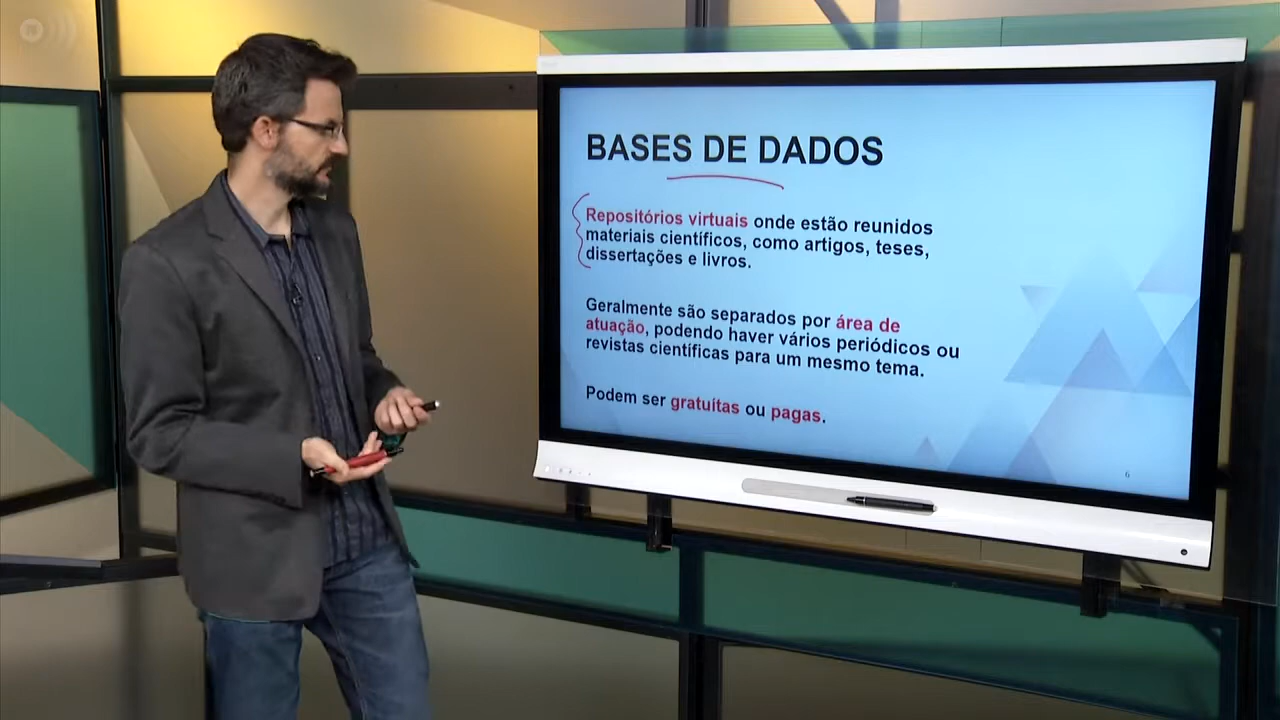 BASES DE DADOS
Repositórios virtuais onde estão reunidos
materiais científicos, como artigos, teses,
dissertações e livros.
Geralmente são separados por área de
atuação, podendo haver vários periódicos ou
revistas científicas para um mesmo tema.
Podem ser gratuitas ou pagas.
6